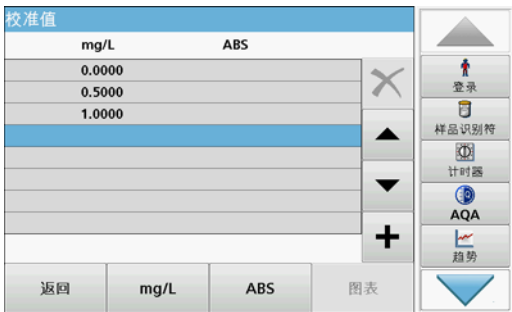 校准值
mg/L ABS
0.0000
0.5000
1.0000
返回 mg/L ABS 图表
登录
样品识别符
计时器
AQA
趋势